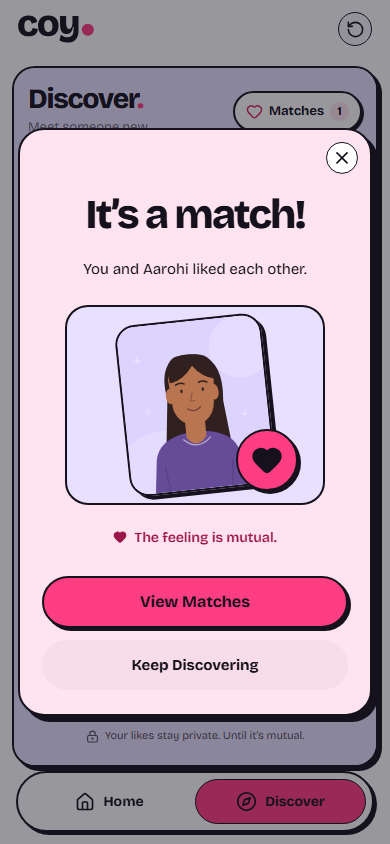 coy.
Discover.
Meet someone new
Matches 1
It's a match!
You and Aarohi liked each other.
The feeling is mutual.
View Matches
Keep Discovering
Your likes stay private. Until it's mutual.
Home
Discover